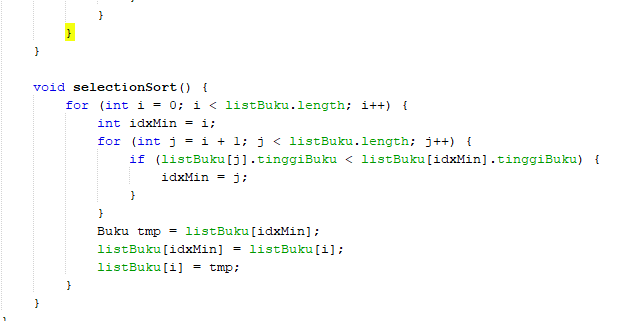 }
}
}
void selectionSort() {
for (int i = 0; i < listBuku.length; i++) {
int idxMin = i;
for (int j = i + 1; j < listBuku.length; j++) {
if (listBuku[j].tinggiBuku < listBuku[idxMin].tinggiBuku) {
idxMin = j;
}
}
Buku tmp = listBuku[idxMin];
listBuku[idxMin] = listBuku[i];
listBuku[i] = tmp;
}
}